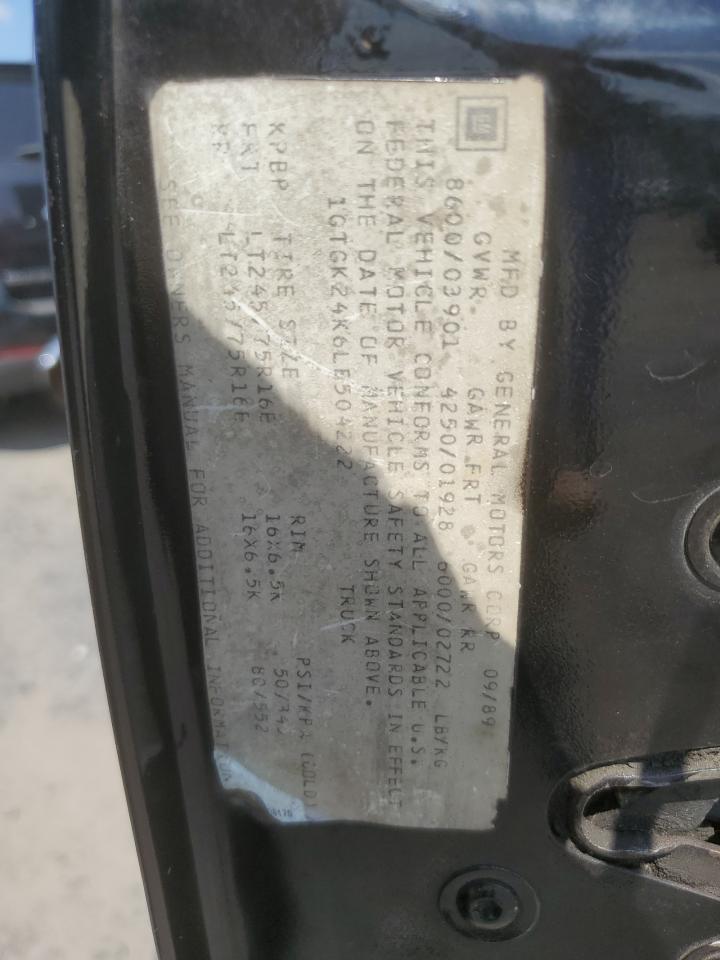 GM
MFD BY GENERAL MOTORS CORP 09/89
GVWR GAWR FRT GAWR RR
8600/03901 4250/01928 6000/02722 LB/KG
THIS VEHICLE CONFORMS TO ALL APPLICABLE U.S.
FEDERAL MOTOR VEHICLE SAFETY STANDARDS IN EFFECT
ON THE DATE OF MANUFACTURE SHOWN ABOVE.
1GTGK24K6LE504222 TRUCK
TIRE SIZE RIM PSI/KPA (COLD)
FRT LT245/75R16E 16X6.5K 50/342
RR LT245/75R16E 16X6.5K 80/552
SEE OWNERS MANUAL FOR ADDITIONAL INFORMATION